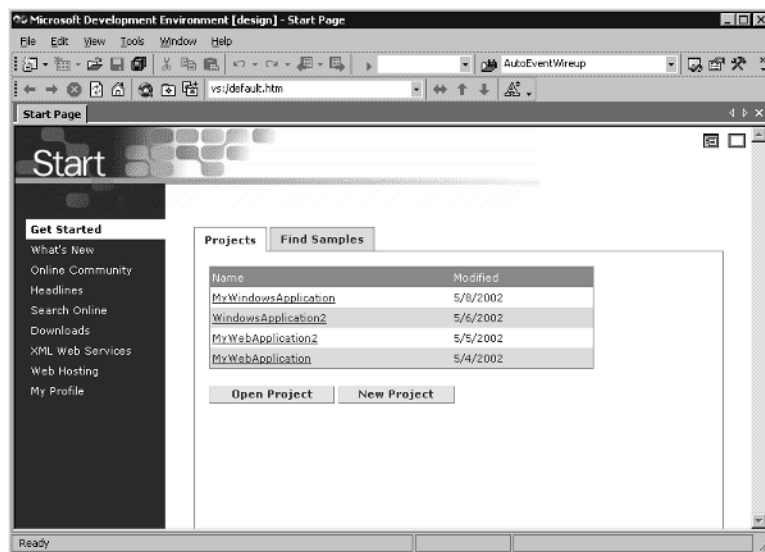 Microsoft Development Environment [design] - Start Page
File Edit View Tools Window Help
AutoEventWireup
vs:/default.htm
Start Page
Start
Get Started
What's New
Online Community
Headlines
Search Online
Downloads
XML Web Services
Web Hosting
My Profile
Projects Find Samples
Name Modified
MyWindowsApplication 5/8/2002
WindowsApplication2 5/6/2002
MyWebApplication2 5/5/2002
MyWebApplication 5/4/2002
Open Project New Project
Ready